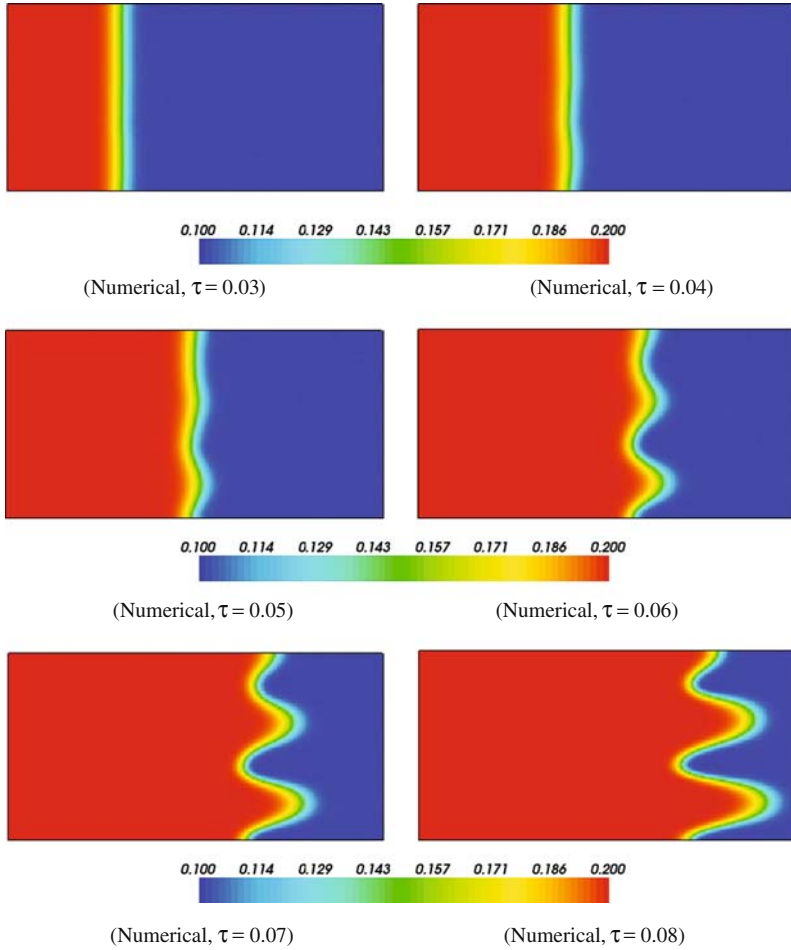 0.100 0.114 0.129 0.143 0.157 0.171 0.186 0.200
(Numerical, τ = 0.03) (Numerical, τ = 0.04)
0.100 0.114 0.129 0.143 0.157 0.171 0.186 0.200
(Numerical, τ = 0.05) (Numerical, τ = 0.06)
0.100 0.114 0.129 0.143 0.157 0.171 0.186 0.200
(Numerical, τ = 0.07) (Numerical, τ = 0.08)